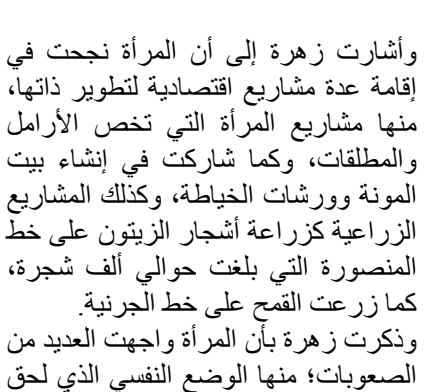 وأشارت زهرة إلى أن المرأة نجحت في
إقامة عدة مشاريع اقتصادية لتطوير ذاتها،
منها مشاريع المرأة التي تخص الأرامل
والمطلقات، وكما شاركت في إنشاء بيت
المونة وورشات الخياطة، وكذلك المشاريع
الزراعية كزراعة أشجار الزيتون على خط
المنصورة التي بلغت حوالي ألف شجرة،
كما زرعت القمح على خط الجرنية.
وذكرت زهرة بأن المرأة واجهت العديد من
الصعوبات؛ منها الوضع النفسي الذي لحق